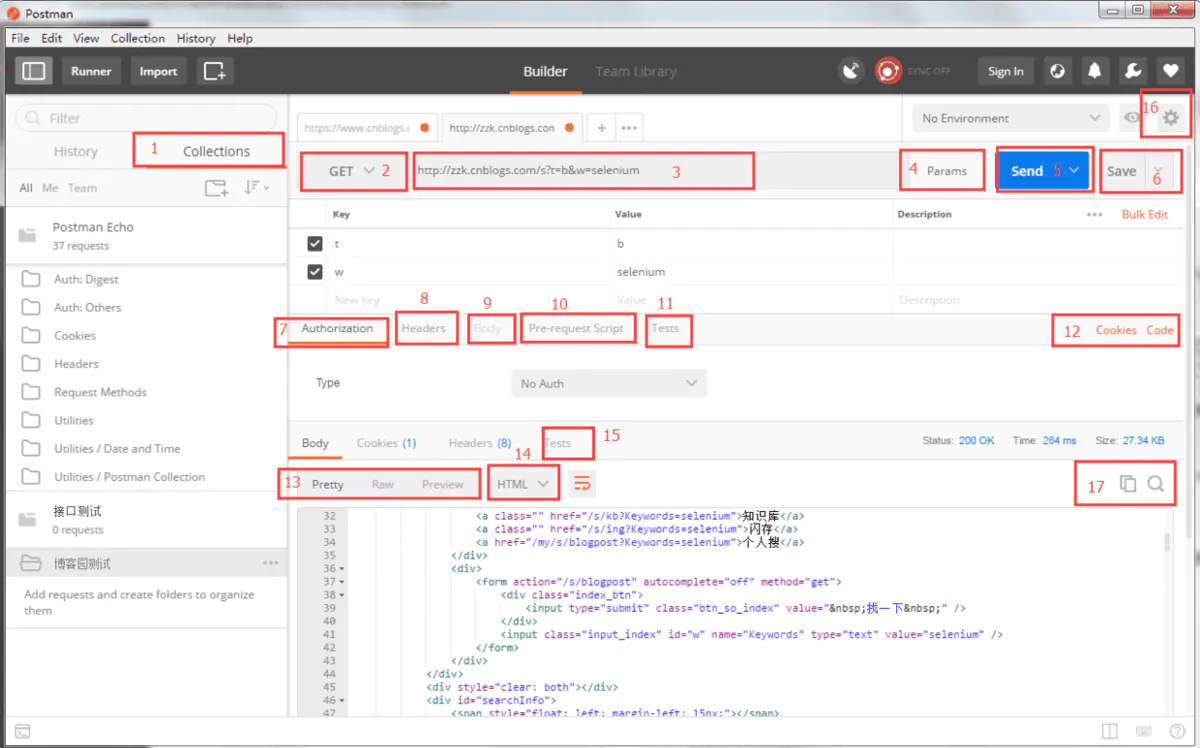 Postman
File Edit View Collection History Help
Runner Import Builder Team Library SYNC OFF Sign In
Filter
https://www.cnblogs.c http://zzk.cnblogs.con + •••
No Environment 16
History 1 Collections
GET 2 http://zzk.cnblogs.com/s?t=b&w=selenium 3 4 Params Send 5 Save 6
All Me Team
Key Value Description ••• Bulk Edit
Postman Echo
37 requests
t b
w selenium
New key Value Description
Auth: Digest
Auth: Others
Cookies
Headers
Request Methods
Utilities
Utilities / Date and Time
Utilities / Postman Collection
接口测试
0 requests
博客园测试 •••
Add requests and create folders to organize
them
8 9 10 11
7 Authorization Headers Body Pre-request Script Tests 12 Cookies Code
Type No Auth
Body Cookies (1) Headers (8) Tests 15 Status: 200 OK Time: 284 ms Size: 27.34 KB
14
13 Pretty Raw Preview HTML 17
32 <a class="" href="/s/kb?Keywords=selenium">知识库</a>
33 <a class="" href="/s/ing?Keywords=selenium">闪存</a>
34 <a href="/my/s/blogpost?Keywords=selenium">个人搜</a>
35 </div>
36 <div>
37 <form action="/s/blogpost" autocomplete="off" method="get">
38 <div class="index_btn">
39 <input type="submit" class="btn_so_index" value="&nbsp;找一下&nbsp;" />
40 </div>
41 <input class="input_index" id="w" name="Keywords" type="text" value="selenium" />
42 </form>
43 </div>
44 </div>
45 <div style="clear: both"></div>
46 <div id="searchInfo">
47 <span style="float: left; margin-left: 15px;"></span>